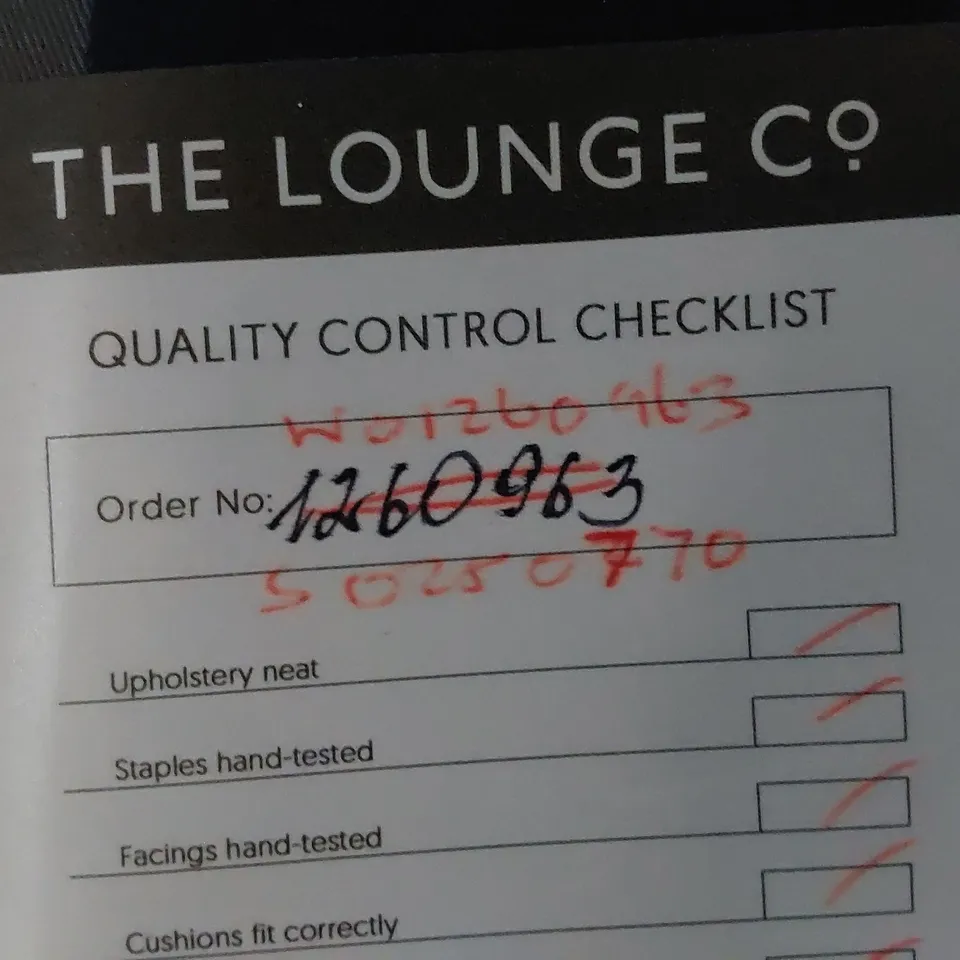 THE LOUNGE Cº
QUALITY CONTROL CHECKLIST
W01260963
Order No: 1260963
S0250770
Upholstery neat
Staples hand-tested
Facings hand-tested
Cushions fit correctly